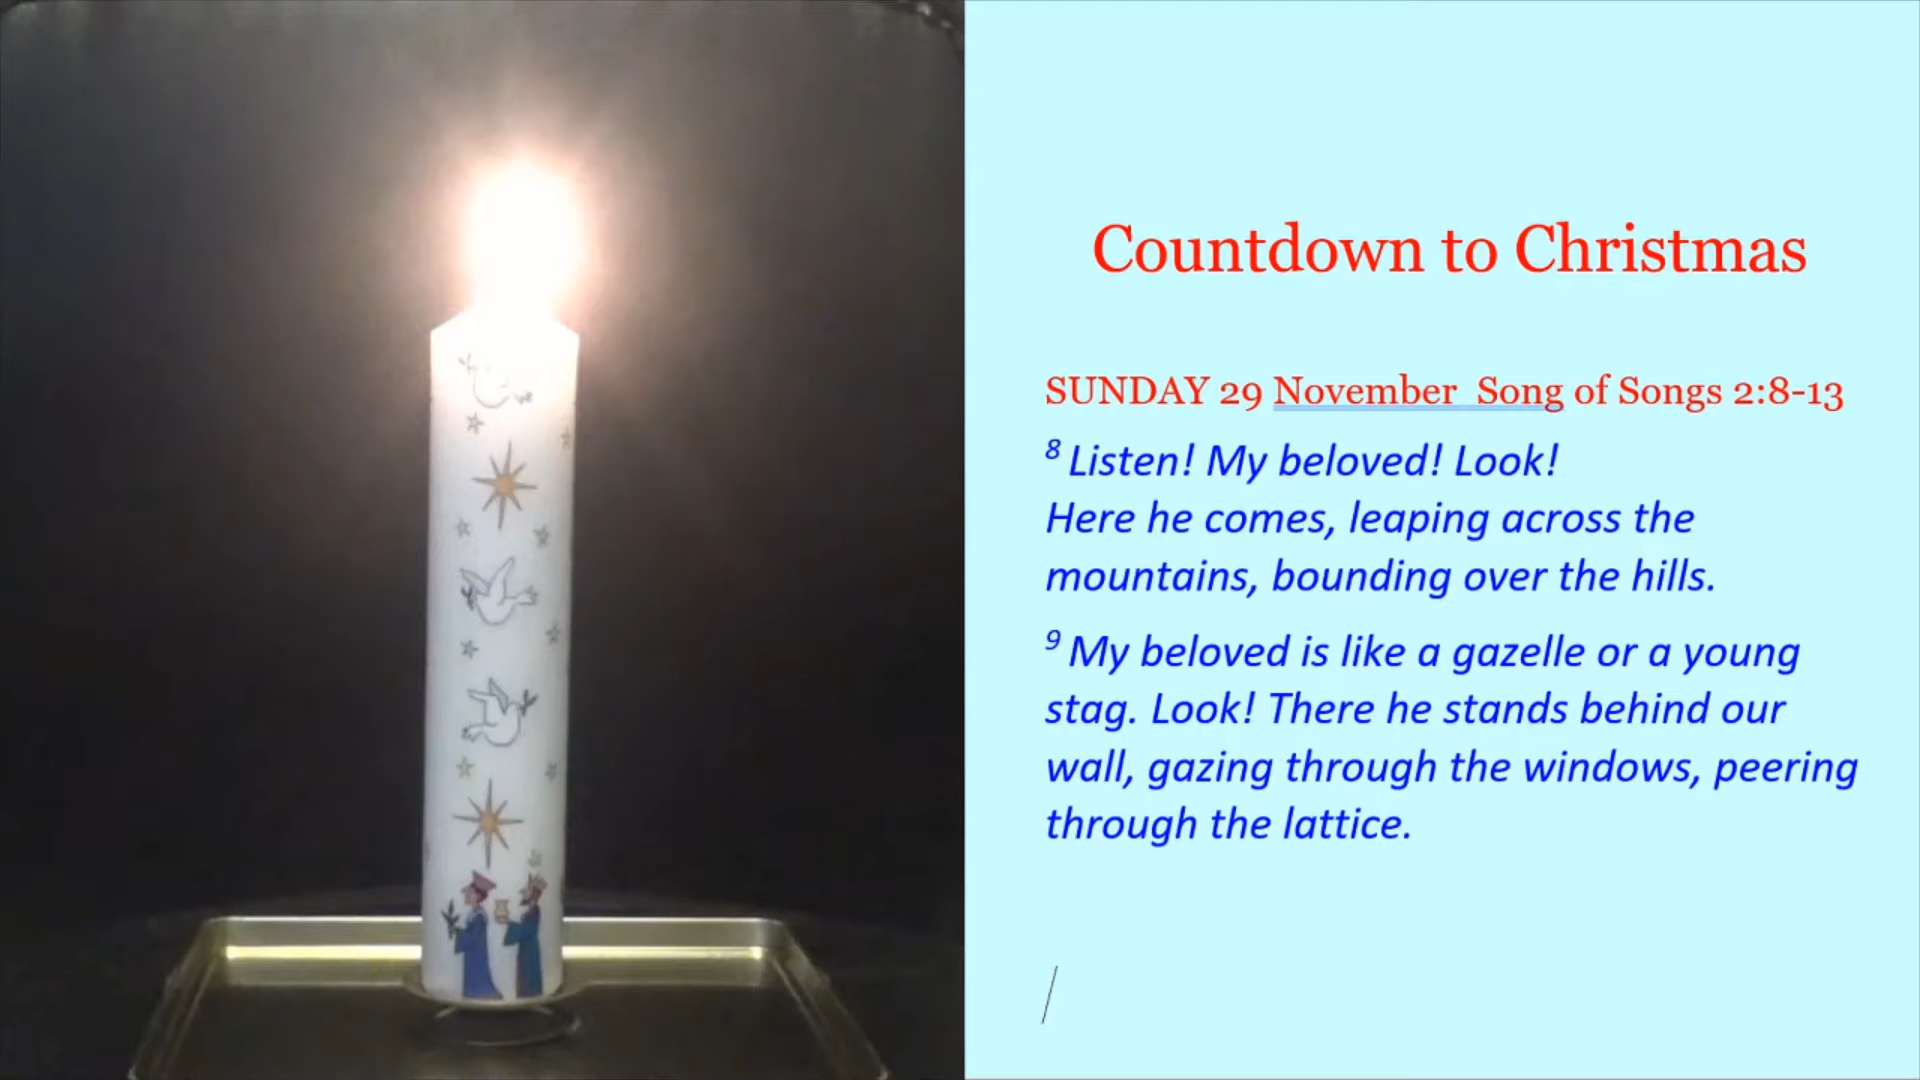 Countdown to Christmas
SUNDAY 29 November  Song of Songs 2:8-13
8 Listen! My beloved! Look!
Here he comes, leaping across the
mountains, bounding over the hills.
9 My beloved is like a gazelle or a young
stag. Look! There he stands behind our
wall, gazing through the windows, peering
through the lattice.